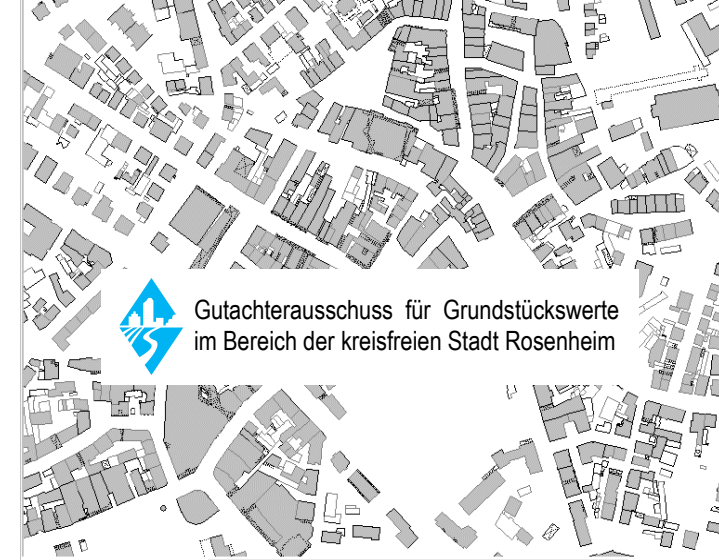 Gutachterausschuss für Grundstückswerte
im Bereich der kreisfreien Stadt Rosenheim